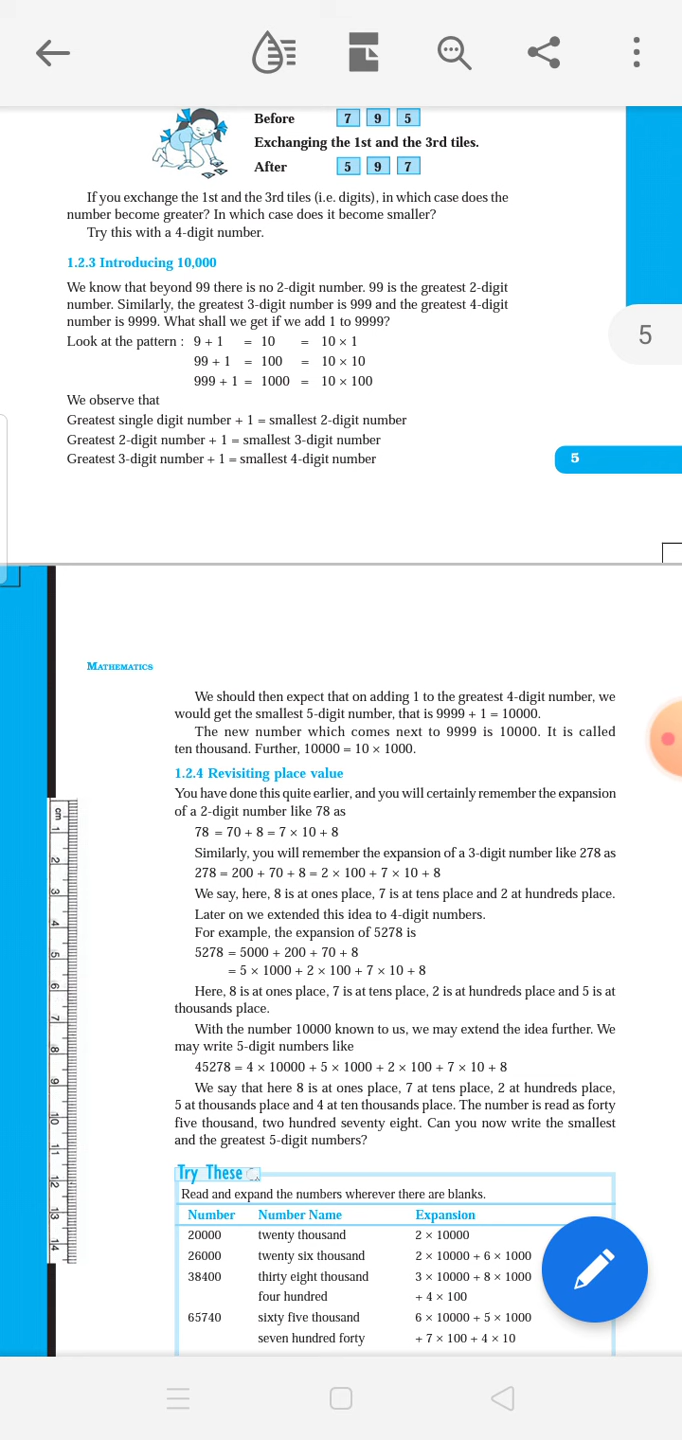 Before 7 9 5
Exchanging the 1st and the 3rd tiles.
After 5 9 7
If you exchange the 1st and the 3rd tiles (i.e. digits), in which case does the
number become greater? In which case does it become smaller?
Try this with a 4-digit number.
1.2.3 Introducing 10,000
We know that beyond 99 there is no 2-digit number. 99 is the greatest 2-digit
number. Similarly, the greatest 3-digit number is 999 and the greatest 4-digit
number is 9999. What shall we get if we add 1 to 9999?
Look at the pattern : 9 + 1 = 10 = 10 × 1
99 + 1 = 100 = 10 × 10
999 + 1 = 1000 = 10 × 100
We observe that
Greatest single digit number + 1 = smallest 2-digit number
Greatest 2-digit number + 1 = smallest 3-digit number
Greatest 3-digit number + 1 = smallest 4-digit number
5
5
MATHEMATICS
We should then expect that on adding 1 to the greatest 4-digit number, we
would get the smallest 5-digit number, that is 9999 + 1 = 10000.
The new number which comes next to 9999 is 10000. It is called
ten thousand. Further, 10000 = 10 × 1000.
1.2.4 Revisiting place value
You have done this quite earlier, and you will certainly remember the expansion
of a 2-digit number like 78 as
78 = 70 + 8 = 7 × 10 + 8
Similarly, you will remember the expansion of a 3-digit number like 278 as
278 = 200 + 70 + 8 = 2 × 100 + 7 × 10 + 8
We say, here, 8 is at ones place, 7 is at tens place and 2 at hundreds place.
Later on we extended this idea to 4-digit numbers.
For example, the expansion of 5278 is
5278 = 5000 + 200 + 70 + 8
= 5 × 1000 + 2 × 100 + 7 × 10 + 8
Here, 8 is at ones place, 7 is at tens place, 2 is at hundreds place and 5 is at
thousands place.
With the number 10000 known to us, we may extend the idea further. We
may write 5-digit numbers like
45278 = 4 × 10000 + 5 × 1000 + 2 × 100 + 7 × 10 + 8
We say that here 8 is at ones place, 7 at tens place, 2 at hundreds place,
5 at thousands place and 4 at ten thousands place. The number is read as forty
five thousand, two hundred seventy eight. Can you now write the smallest
and the greatest 5-digit numbers?
cm 1 2 3 4 5 6 7 8 9 10 11 12 13 14
Try These
Read and expand the numbers wherever there are blanks.
Number Number Name Expansion
20000 twenty thousand 2 × 10000
26000 twenty six thousand 2 × 10000 + 6 × 1000
38400 thirty eight thousand 3 × 10000 + 8 × 1000
four hundred + 4 × 100
65740 sixty five thousand 6 × 10000 + 5 × 1000
seven hundred forty + 7 × 100 + 4 × 10